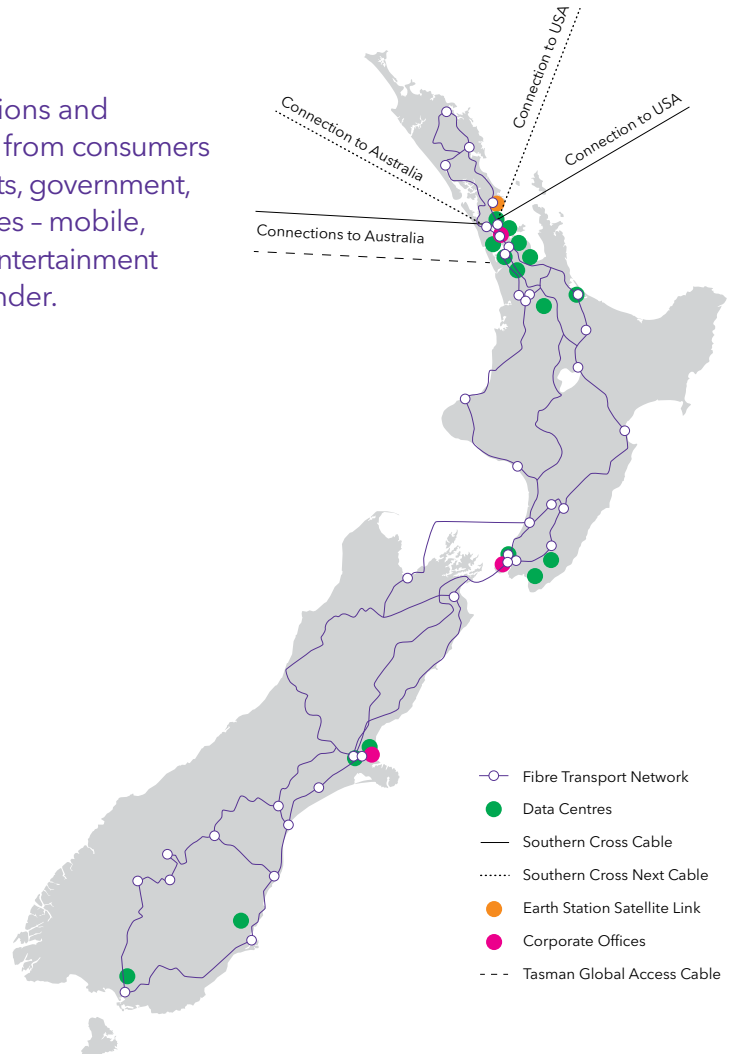 ions and
from consumers
ts, government,
es – mobile,
ntertainment
nder.
Connection to USA
Connection to USA
Connection to Australia
Connections to Australia
Fibre Transport Network
Data Centres
Southern Cross Cable
Southern Cross Next Cable
Earth Station Satellite Link
Corporate Offices
Tasman Global Access Cable